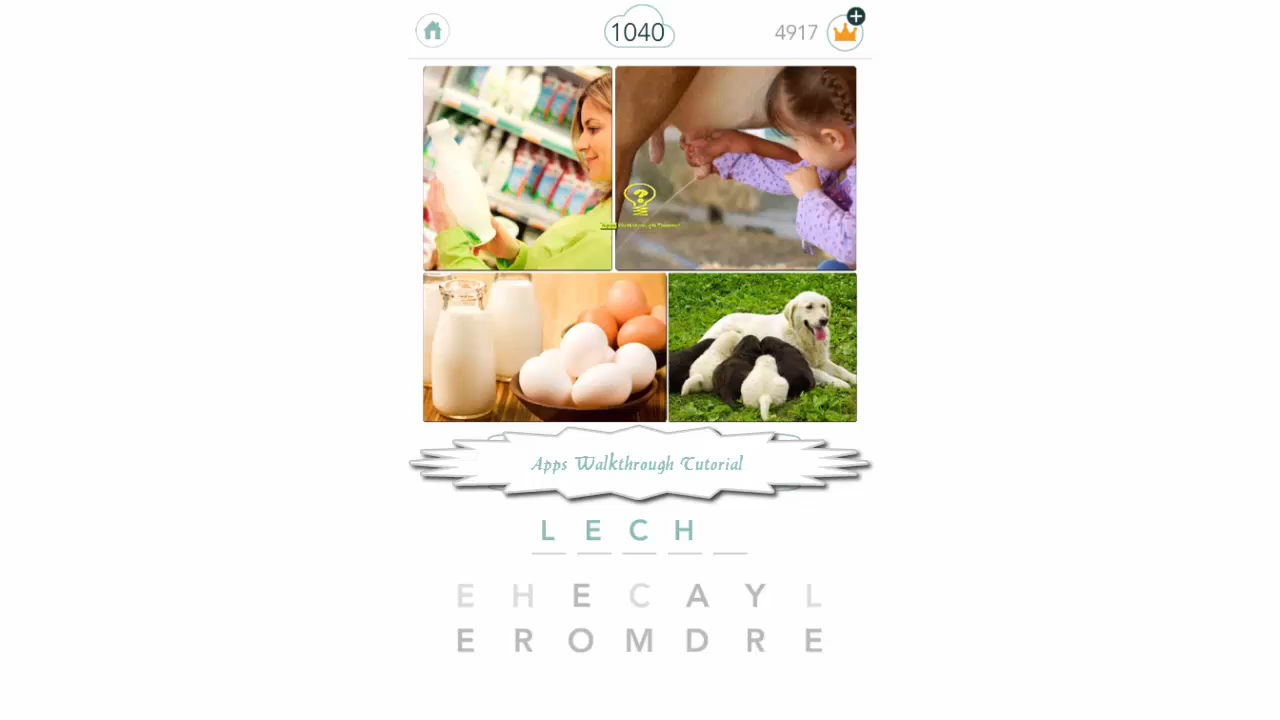 1040
4917
Apps Walkthrough Tutorial
L E C H
E H E C A Y L
E R O M D R E